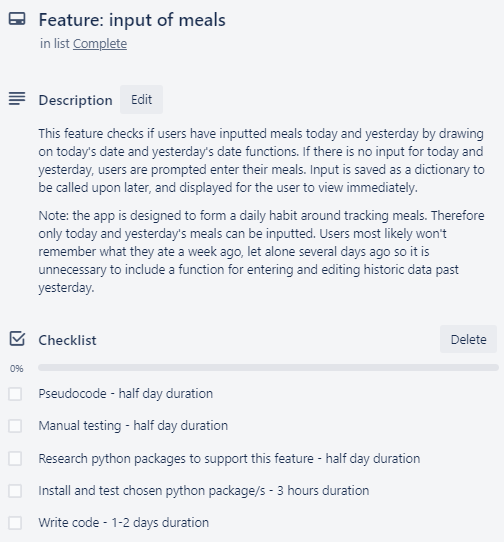 Feature: input of meals
in list Complete
Description Edit
This feature checks if users have inputted meals today and yesterday by drawing
on today's date and yesterday's date functions. If there is no input for today and
yesterday, users are prompted enter their meals. Input is saved as a dictionary to
be called upon later, and displayed for the user to view immediately.
Note: the app is designed to form a daily habit around tracking meals. Therefore
only today and yesterday's meals can be inputted. Users most likely won't
remember what they ate a week ago, let alone several days ago so it is
unnecessary to include a function for entering and editing historic data past
yesterday.
Checklist Delete
0%
Pseudocode - half day duration
Manual testing - half day duration
Research python packages to support this feature - half day duration
Install and test chosen python package/s - 3 hours duration
Write code - 1-2 days duration